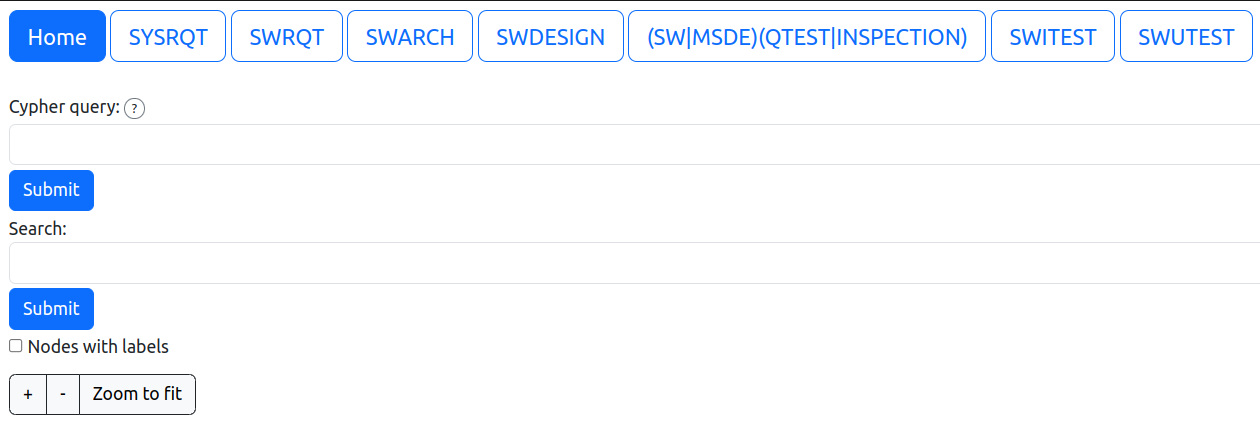 Home SYSRQT SWRQT SWARCH SWDESIGN (SW|MSDE)(QTEST|INSPECTION) SWITEST SWUTEST
Cypher query: ?
Submit
Search:
Submit
Nodes with labels
+ - Zoom to fit